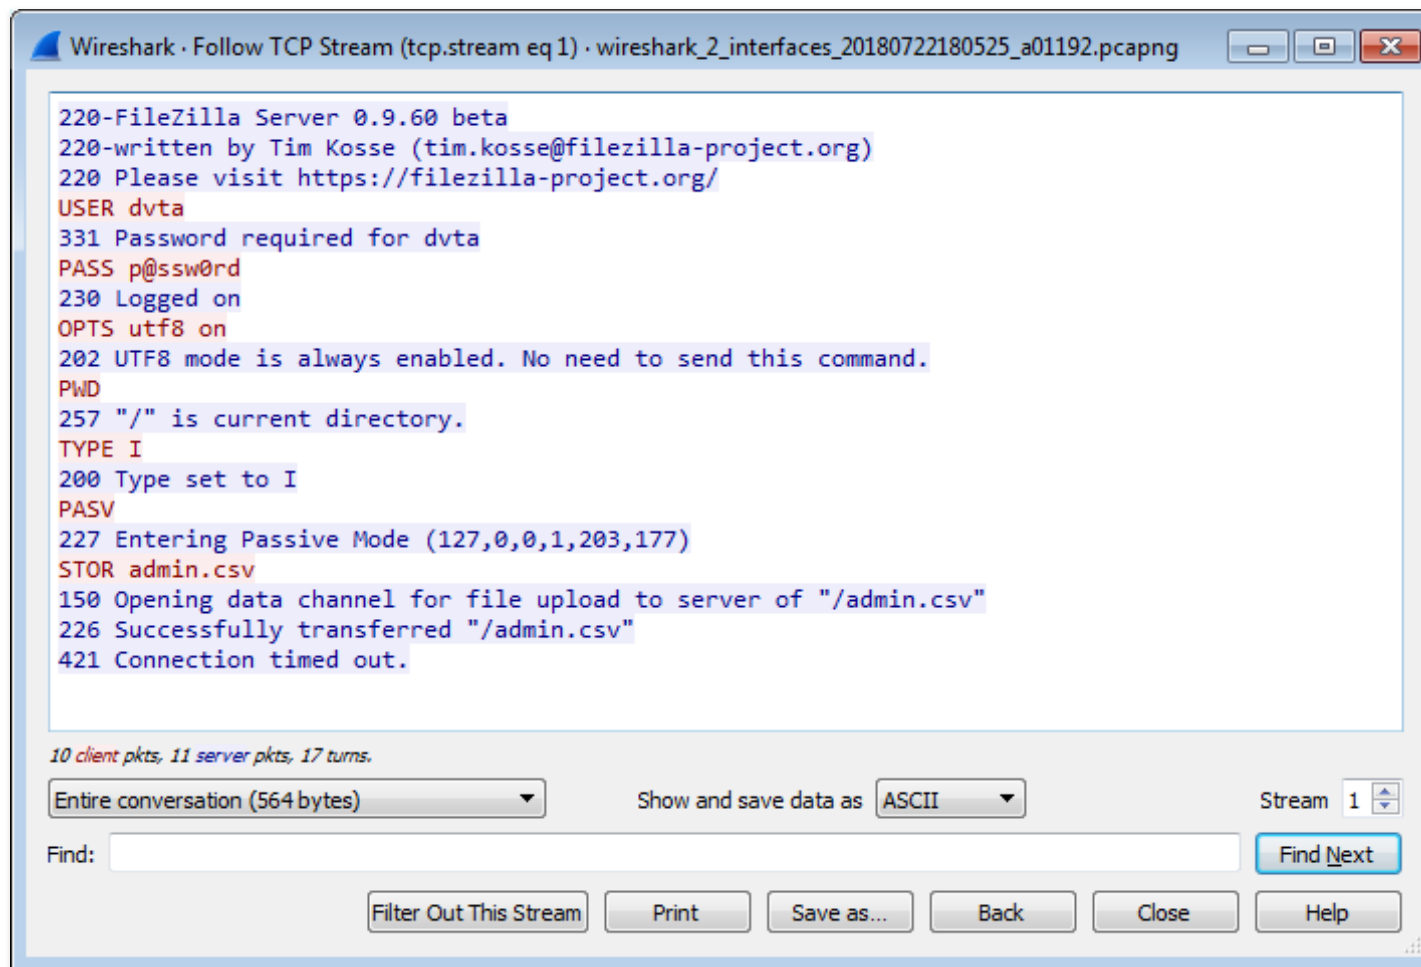 Wireshark · Follow TCP Stream (tcp.stream eq 1) · wireshark_2_interfaces_20180722180525_a01192.pcapng
220-FileZilla Server 0.9.60 beta
220-written by Tim Kosse (tim.kosse@filezilla-project.org)
220 Please visit https://filezilla-project.org/
USER dvta
331 Password required for dvta
PASS p@ssw0rd
230 Logged on
OPTS utf8 on
202 UTF8 mode is always enabled. No need to send this command.
PWD
257 "/" is current directory.
TYPE I
200 Type set to I
PASV
227 Entering Passive Mode (127,0,0,1,203,177)
STOR admin.csv
150 Opening data channel for file upload to server of "/admin.csv"
226 Successfully transferred "/admin.csv"
421 Connection timed out.
10 client pkts, 11 server pkts, 17 turns.
Entire conversation (564 bytes) Show and save data as ASCII Stream 1
Find: Find Next
Filter Out This Stream Print Save as... Back Close Help